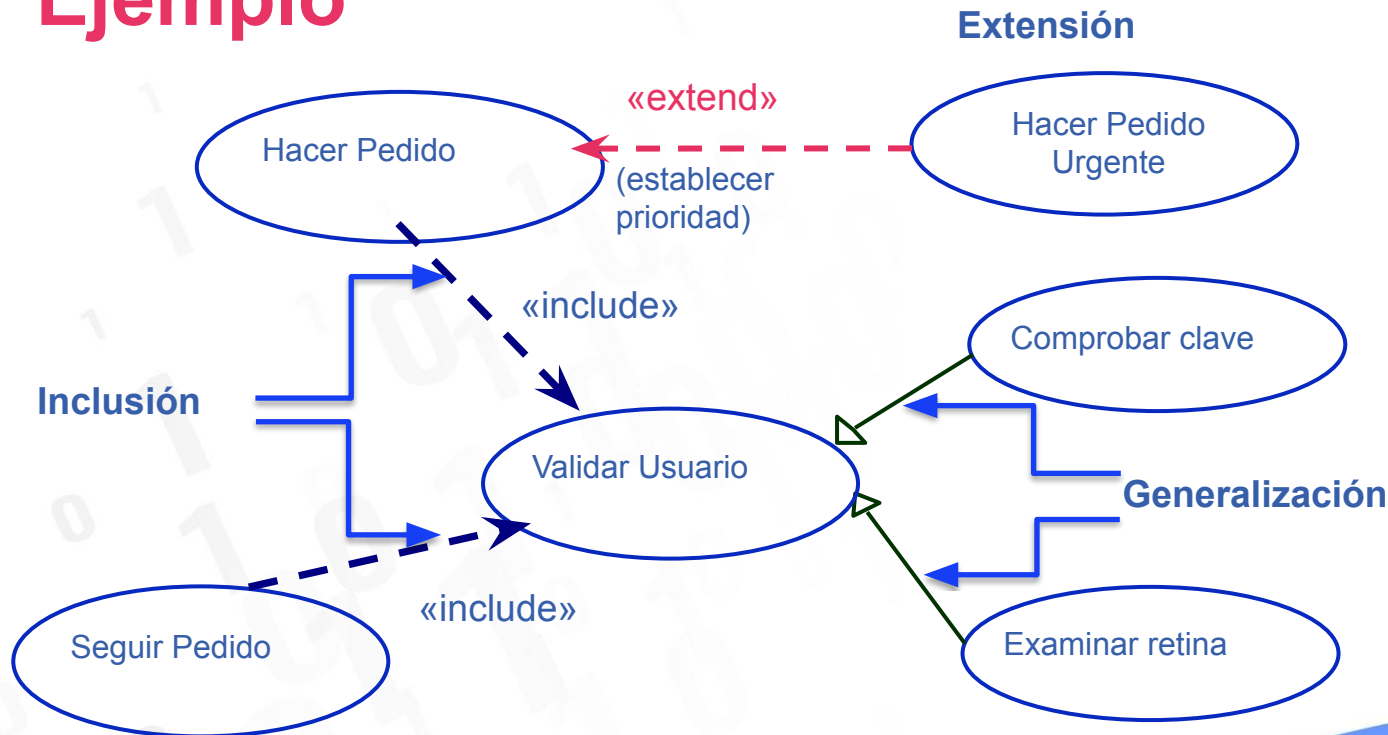 Ejemplo
Extensión
«extend»
Hacer Pedido
Hacer Pedido
Urgente
(establecer
prioridad)
«include»
Comprobar clave
Inclusión
Validar Usuario
Generalización
«include»
Seguir Pedido
Examinar retina